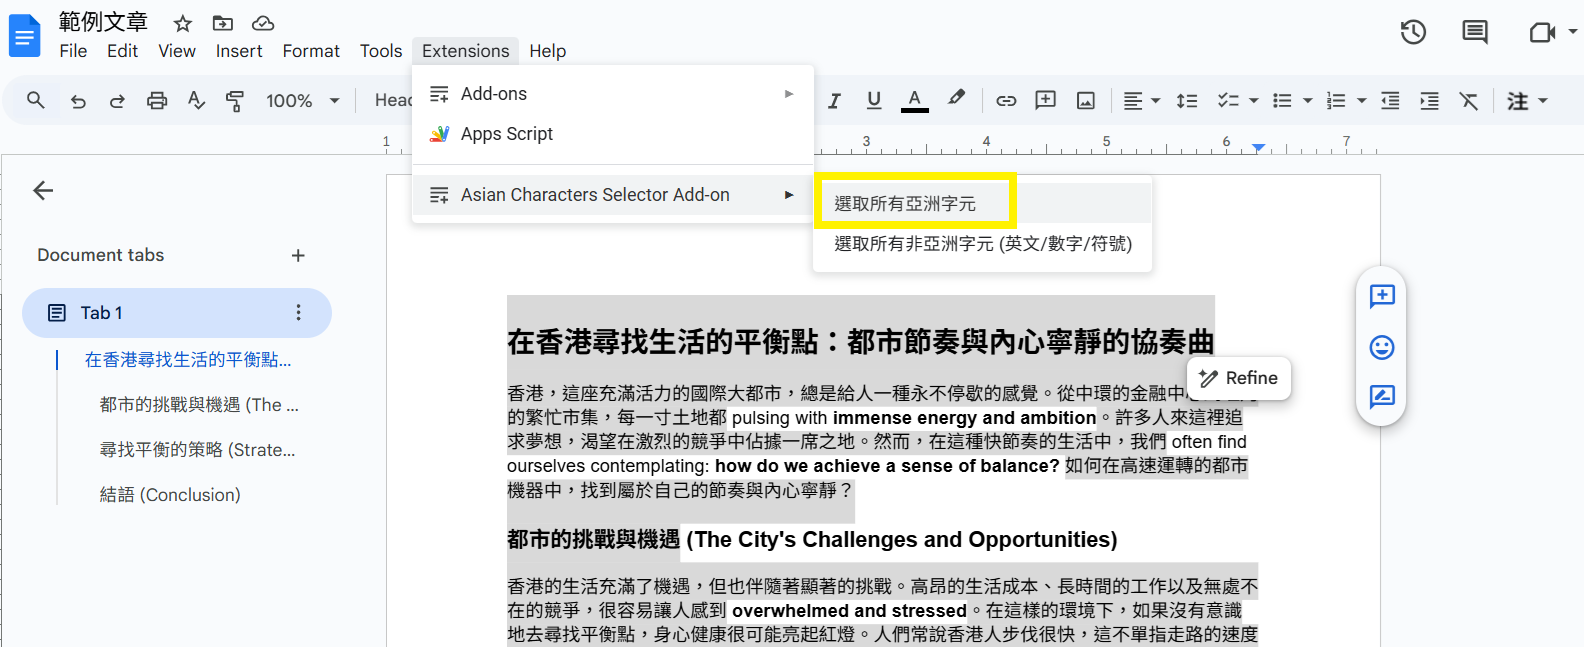 範例文章
File Edit View Insert Format Tools Extensions Help
100% Head
注
Add-ons
Apps Script
Asian Characters Selector Add-on
選取所有亞洲字元
選取所有非亞洲字元 (英文/數字/符號)
1 3 4 5 6 7
Document tabs
Tab 1
在香港尋找生活的平衡點...
都市的挑戰與機遇 (The ...
尋找平衡的策略 (Strate...
結語 (Conclusion)
在香港尋找生活的平衡點：都市節奏與內心寧靜的協奏曲
Refine
香港，這座充滿活力的國際大都市，總是給人一種永不停歇的感覺。從中環的金融中
的繁忙市集，每一寸土地都 pulsing with immense energy and ambition。許多人來這裡追
求夢想，渴望在激烈的競爭中佔據一席之地。然而，在這種快節奏的生活中，我們 often find
ourselves contemplating: how do we achieve a sense of balance? 如何在高速運轉的都市
機器中，找到屬於自己的節奏與內心寧靜？
都市的挑戰與機遇 (The City's Challenges and Opportunities)
香港的生活充滿了機遇，但也伴隨著顯著的挑戰。高昂的生活成本、長時間的工作以及無處不
在的競爭，很容易讓人感到 overwhelmed and stressed。在這樣的環境下，如果沒有意識
地去尋找平衡點，身心健康很可能亮起紅燈。人們常說香港人步伐很快，這不單指走路的速度